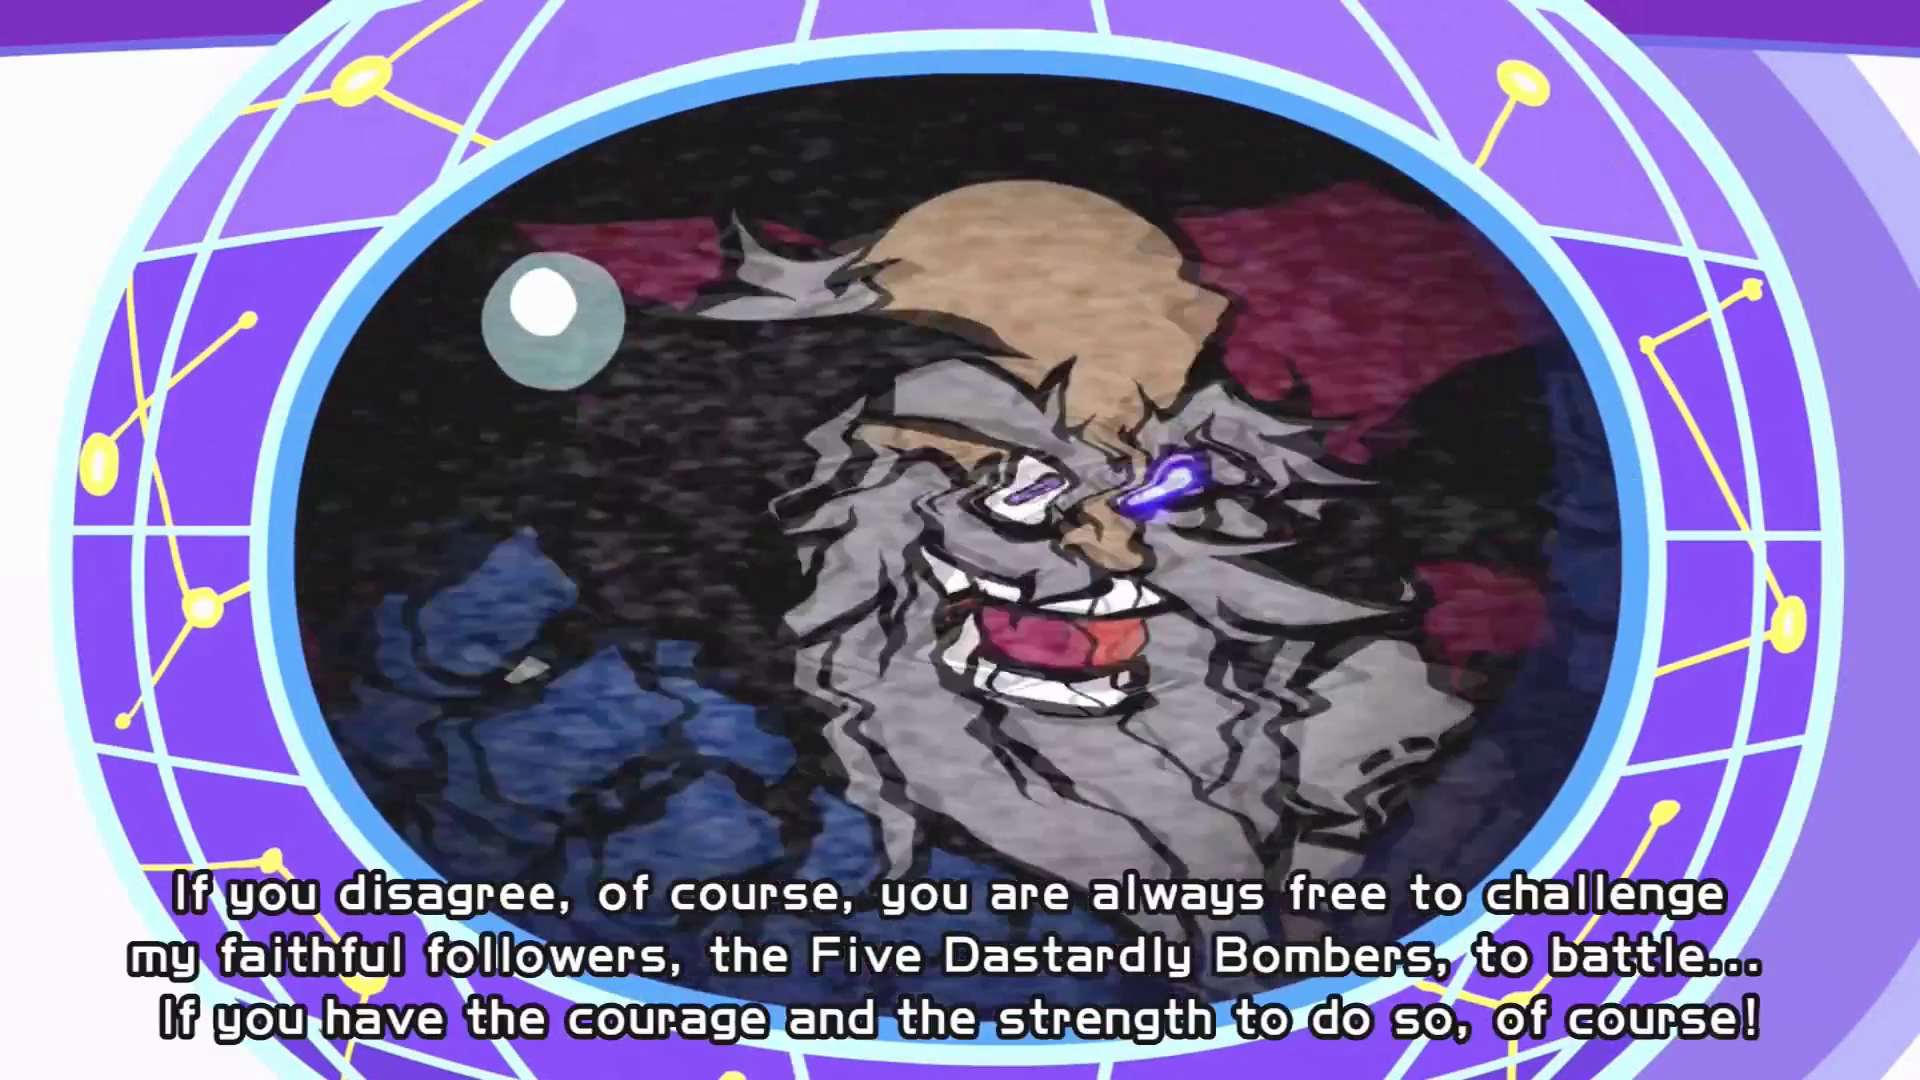 If you disagree, of course, you are always free to challenge
my faithful followers, the Five Dastardly Bombers, to battle...
If you have the courage and the strength to do so, of course!